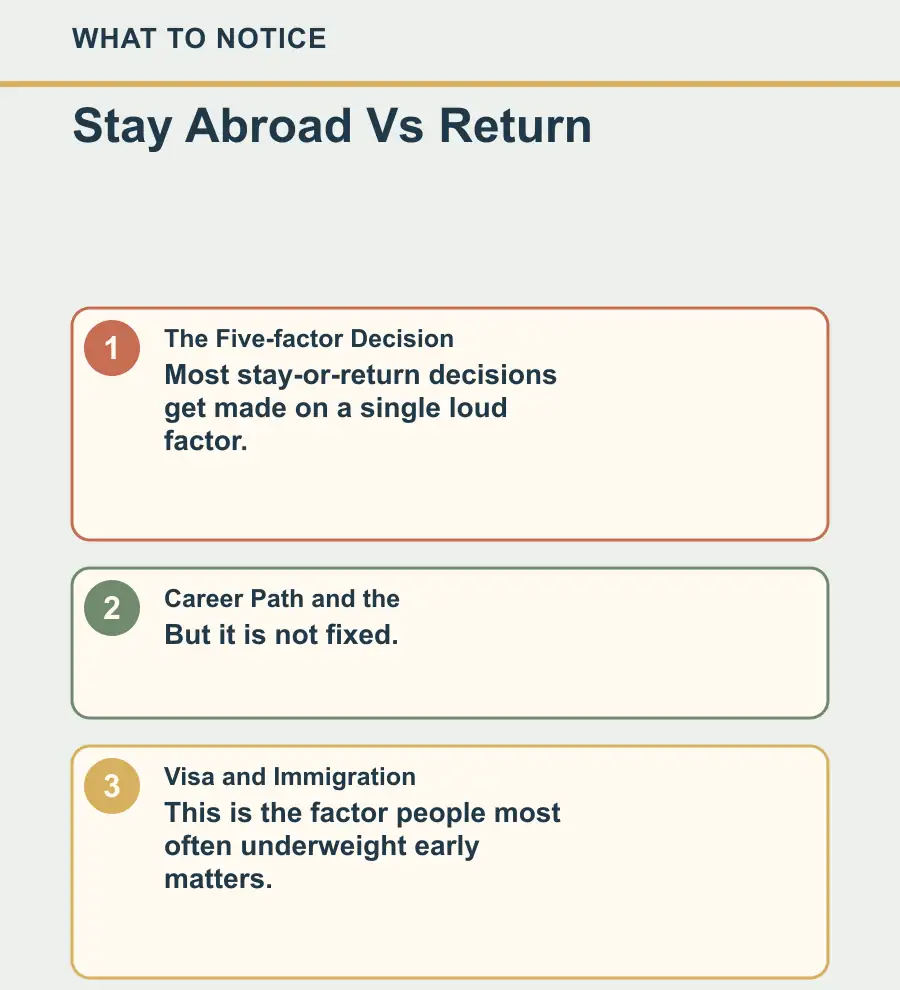 WHAT TO NOTICE
Stay Abroad Vs Return
1
The Five-factor Decision
Most stay-or-return decisions
get made on a single loud
factor.
2
Career Path and the
But it is not fixed.
3
Visa and Immigration
This is the factor people most
often underweight early
matters.